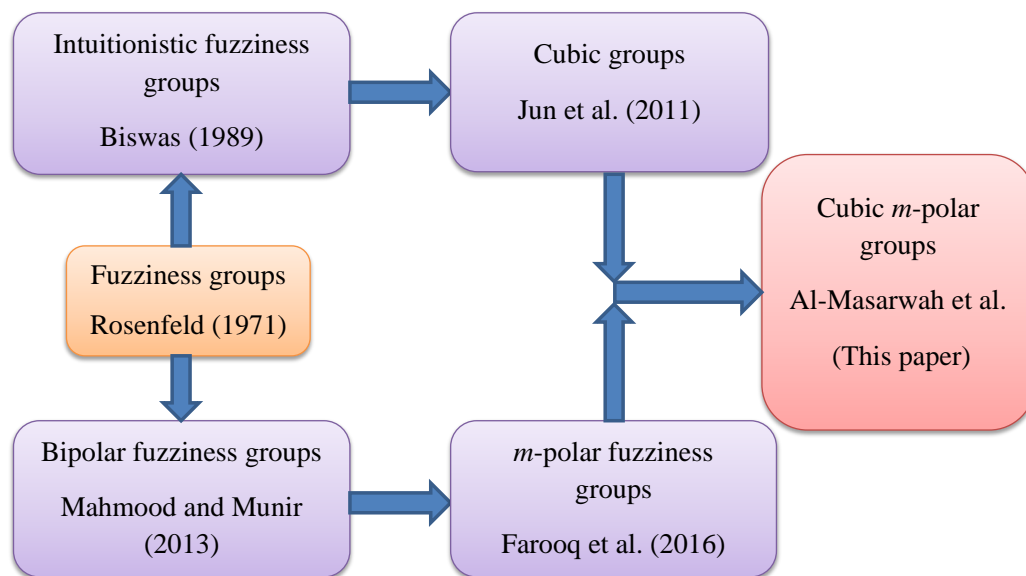 Intuitionistic fuzziness
groups
Biswas (1989)
Cubic groups
Jun et al. (2011)
Fuzziness groups
Rosenfeld (1971)
Cubic m-polar
groups
Al-Masarwah et al.
(This paper)
Bipolar fuzziness groups
Mahmood and Munir
(2013)
m-polar fuzziness
groups
Farooq et al. (2016)